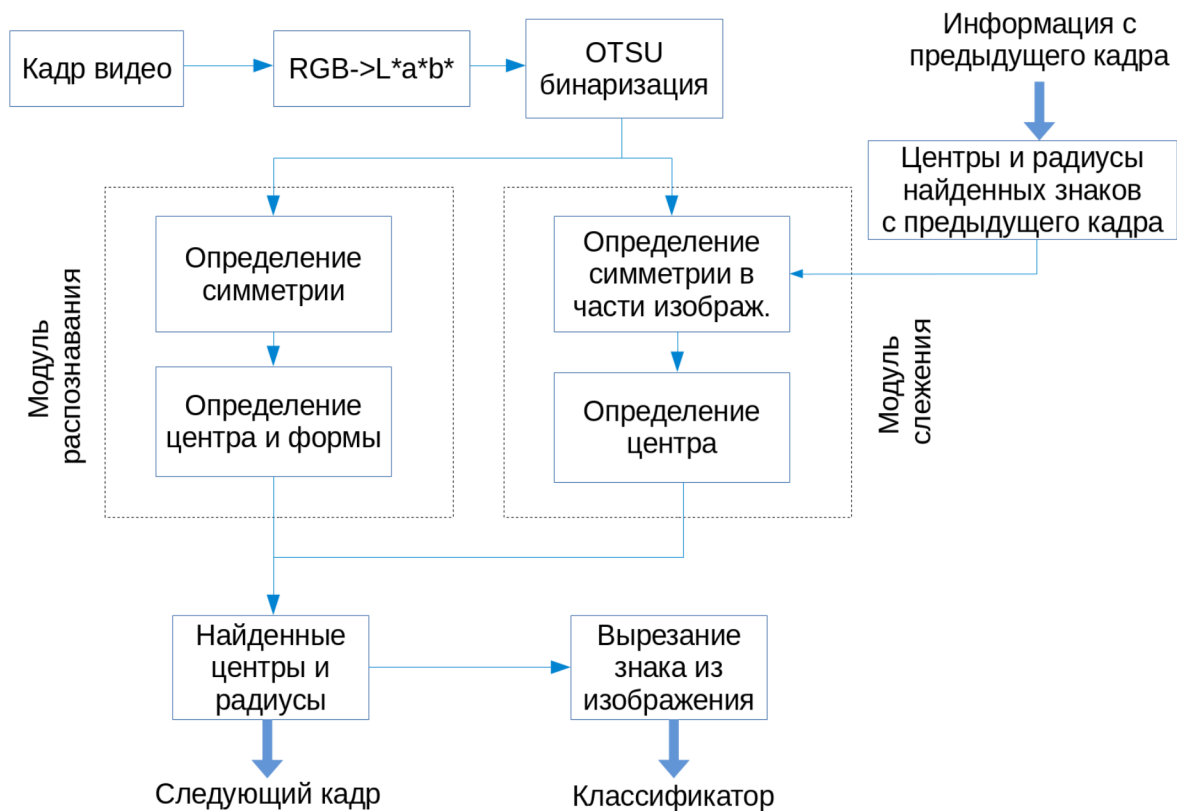 Кадр видео
RGB->L*a*b*
OTSU
бинаризация
Информация с
предыдущего кадра
Центры и радиусы
найденных знаков
с предыдущего кадра
Модуль
распознавания
Определение
симметрии
Определение
центра и формы
Определение
симметрии в
части изображ.
Определение
центра
Модуль
слежения
Найденные
центры и
радиусы
Вырезание
знака из
изображения
Следующий кадр
Классификатор